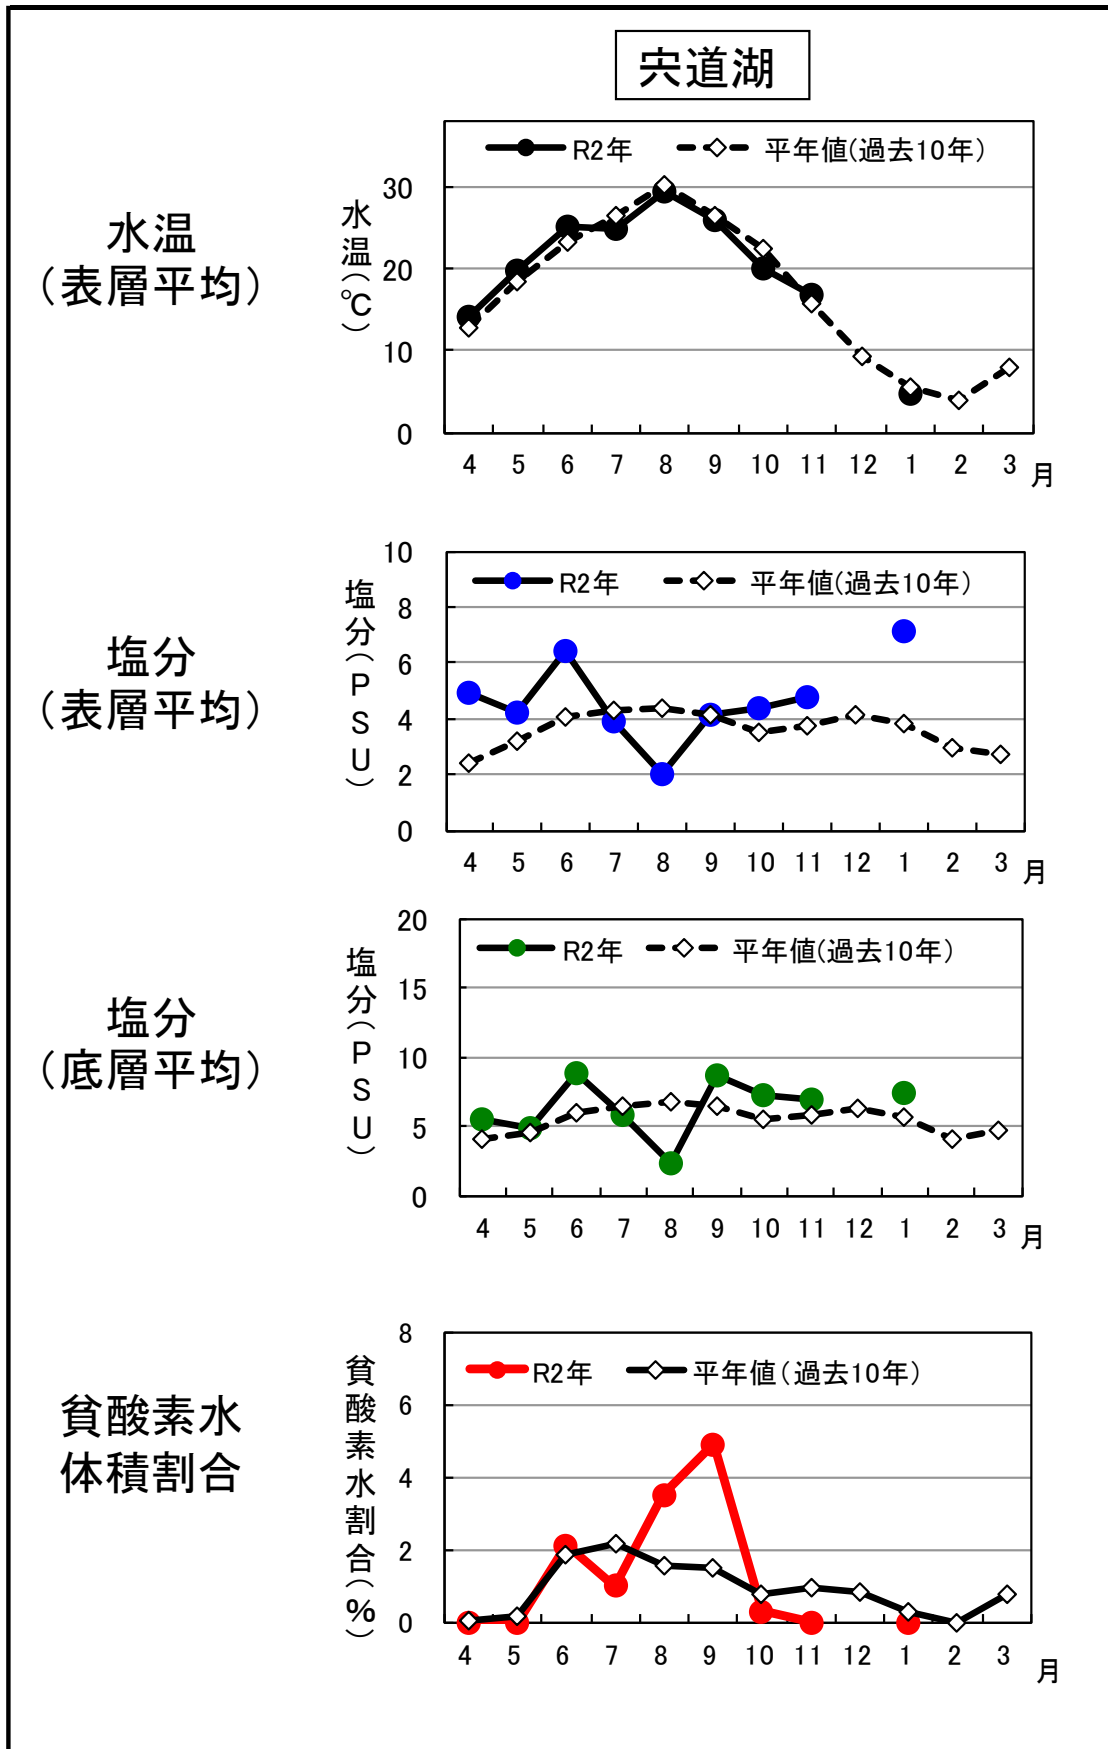 宍道湖
水温
（表層平均）
水温(℃)
R2年 平年値(過去10年)
30
20
10
0
4 5 6 7 8 9 10 11 12 1 2 3 月
塩分
（表層平均）
塩分(PSU)
R2年 平年値(過去10年)
10
8
6
4
2
0
4 5 6 7 8 9 10 11 12 1 2 3 月
塩分
（底層平均）
塩分(PSU)
R2年 平年値(過去10年)
20
15
10
5
0
4 5 6 7 8 9 10 11 12 1 2 3 月
貧酸素水
体積割合
貧酸素水割合(%)
R2年 平年値(過去10年)
8
6
4
2
0
4 5 6 7 8 9 10 11 12 1 2 3 月